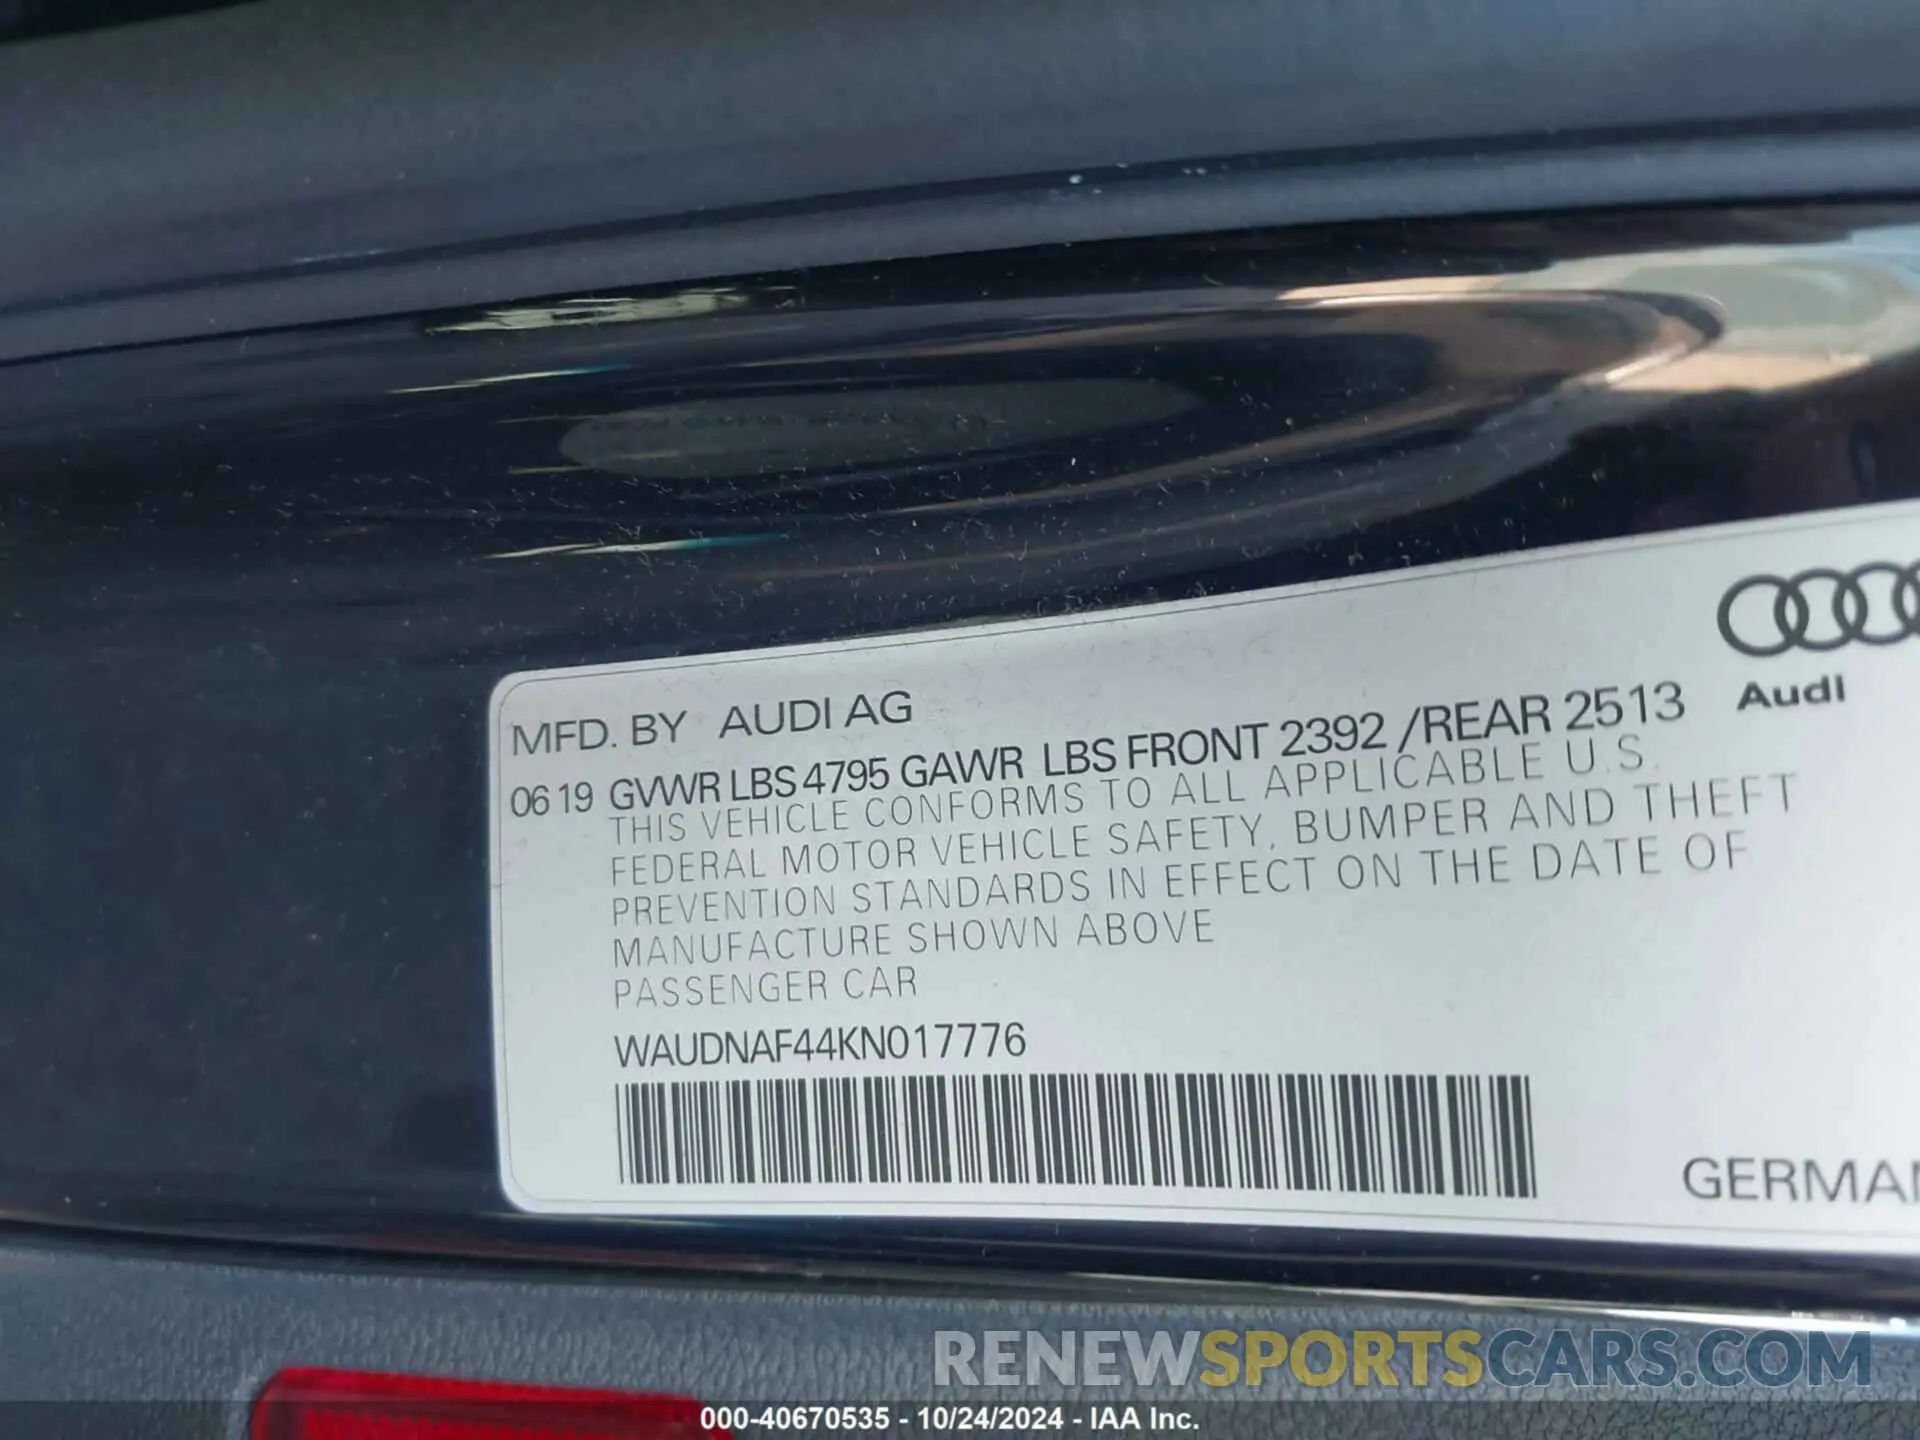 MFD. BY AUDI AG
Audi
06 19 GVWR LBS 4795 GAWR LBS FRONT 2392 /REAR 2513
THIS VEHICLE CONFORMS TO ALL APPLICABLE U.S.
FEDERAL MOTOR VEHICLE SAFETY, BUMPER AND THEFT
PREVENTION STANDARDS IN EFFECT ON THE DATE OF
MANUFACTURE SHOWN ABOVE
PASSENGER CAR
WAUDNAF44KN017776
GERMAN
RENEWSPORTSCARS.COM
000-40670535 - 10/24/2024 - IAA Inc.